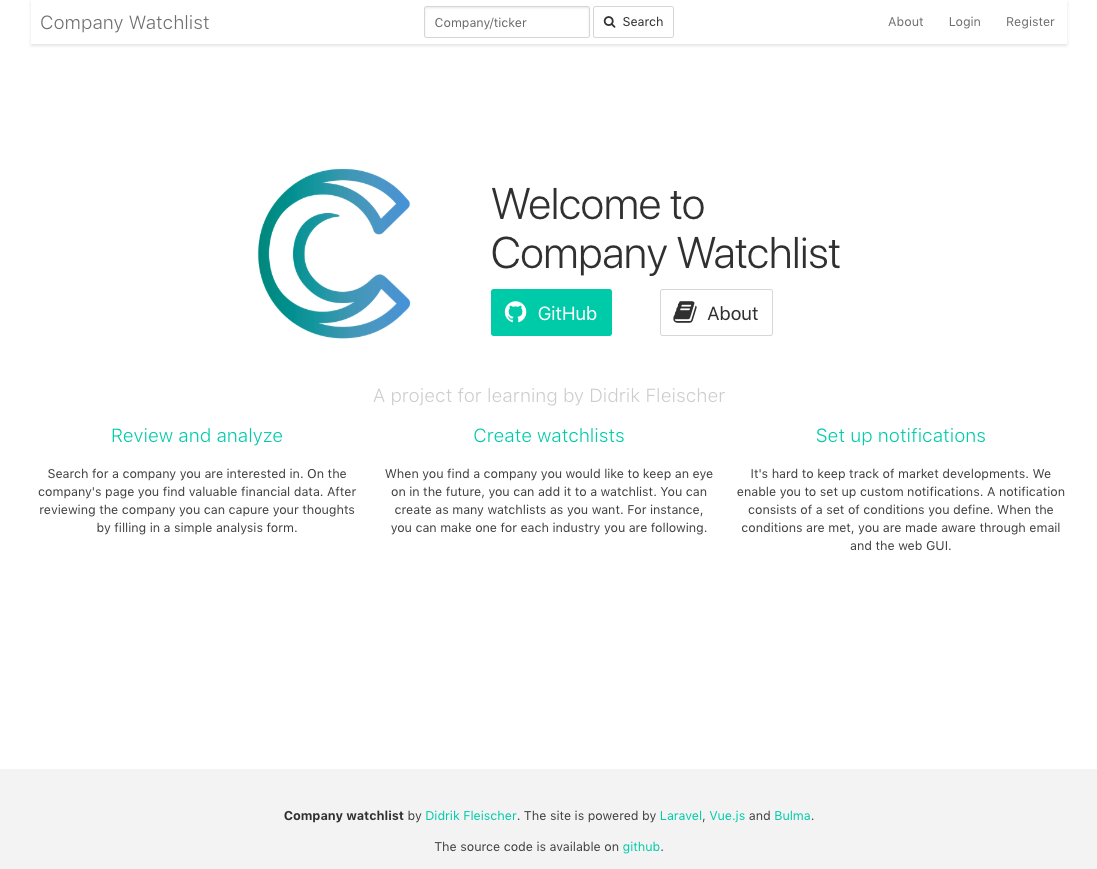 Company Watchlist
Company/ticker
Search
About
Login
Register
Welcome to
Company Watchlist
GitHub
About
A project for learning by Didrik Fleischer
Review and analyze
Search for a company you are interested in. On the
company's page you find valuable financial data. After
reviewing the company you can capure your thoughts
by filling in a simple analysis form.
Create watchlists
When you find a company you would like to keep an eye
on in the future, you can add it to a watchlist. You can
create as many watchlists as you want. For instance,
you can make one for each industry you are following.
Set up notifications
It's hard to keep track of market developments. We
enable you to set up custom notifications. A notification
consists of a set of conditions you define. When the
conditions are met, you are made aware through email
and the web GUI.
Company watchlist by Didrik Fleischer. The site is powered by Laravel, Vue.js and Bulma.
The source code is available on github.